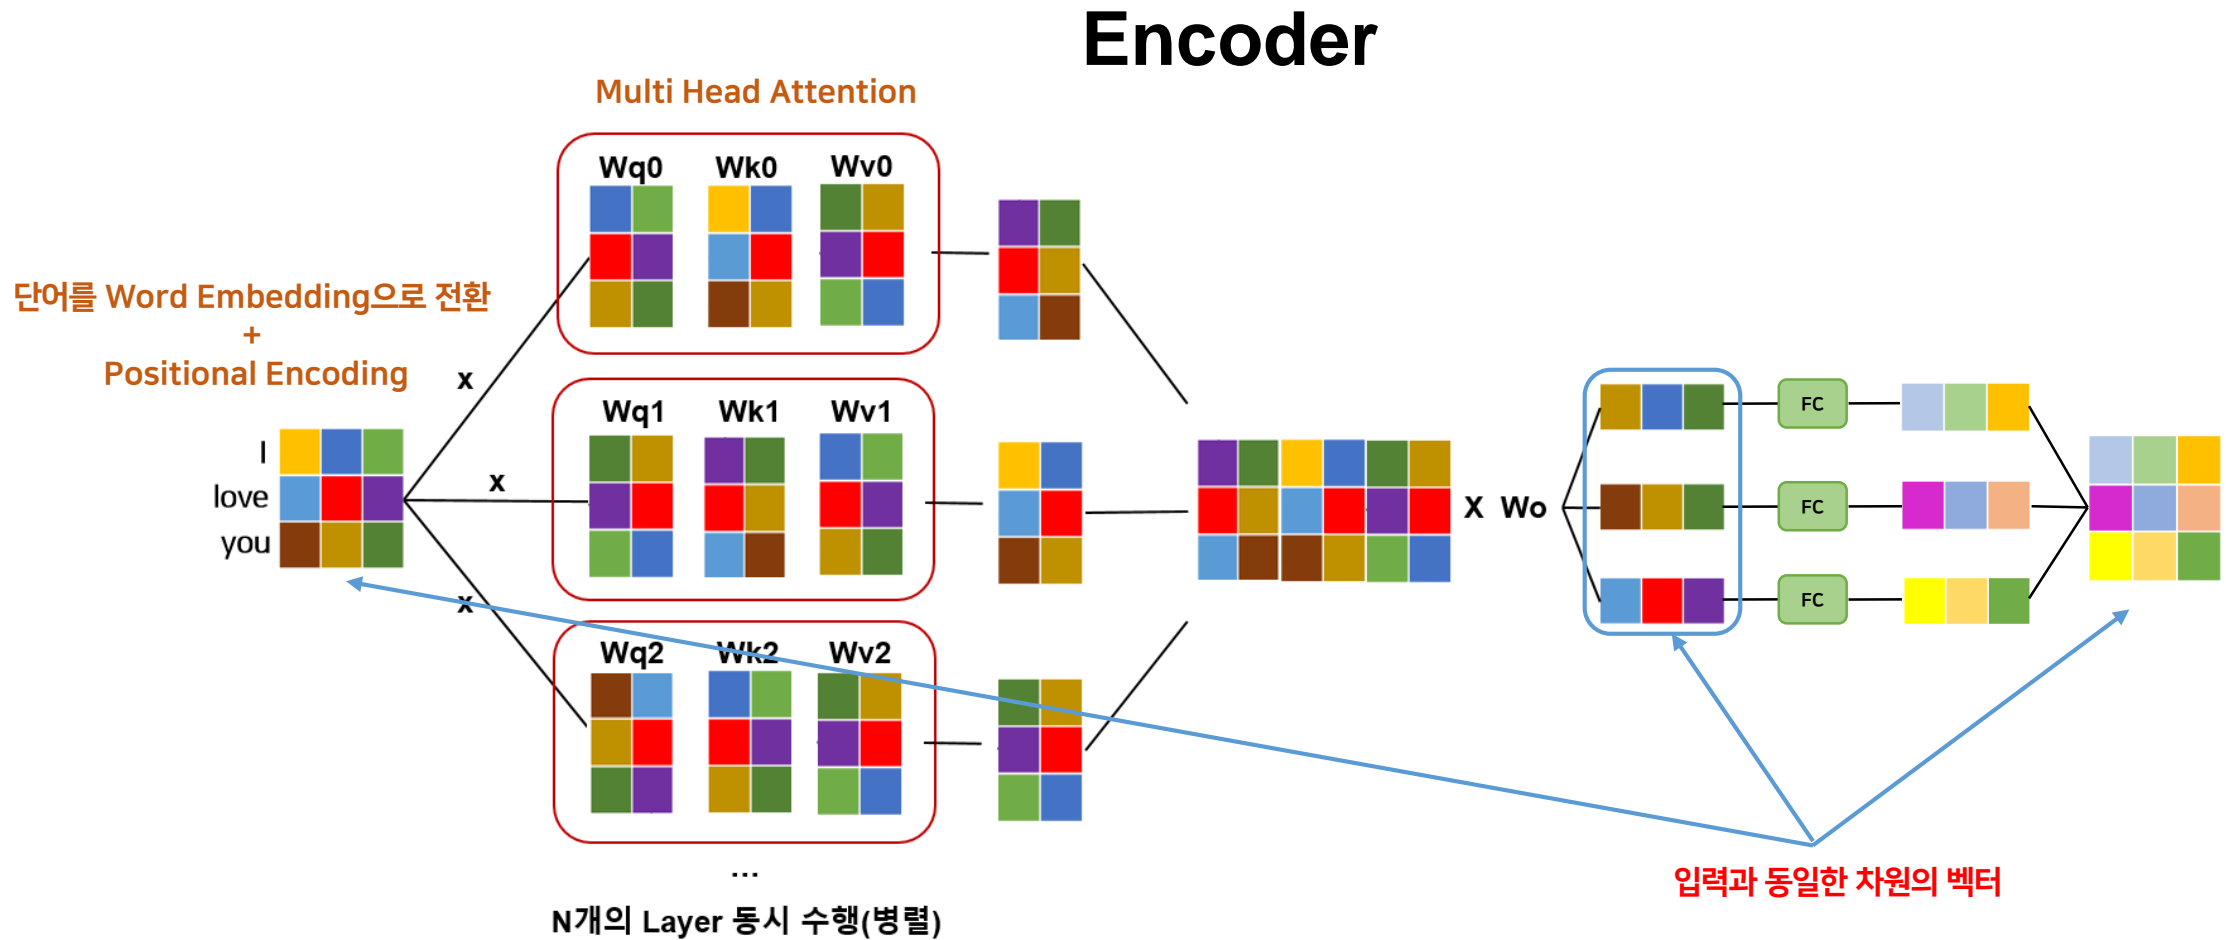 Encoder
Multi Head Attention
Wq0 Wk0 Wv0
단어를 Word Embedding으로 전환
+
Positional Encoding
x
I
love
you
x
x
Wq1 Wk1 Wv1
Wq2 Wk2 Wv2
...
N개의 Layer 동시 수행(병렬)
X Wo
FC
FC
FC
입력과 동일한 차원의 벡터